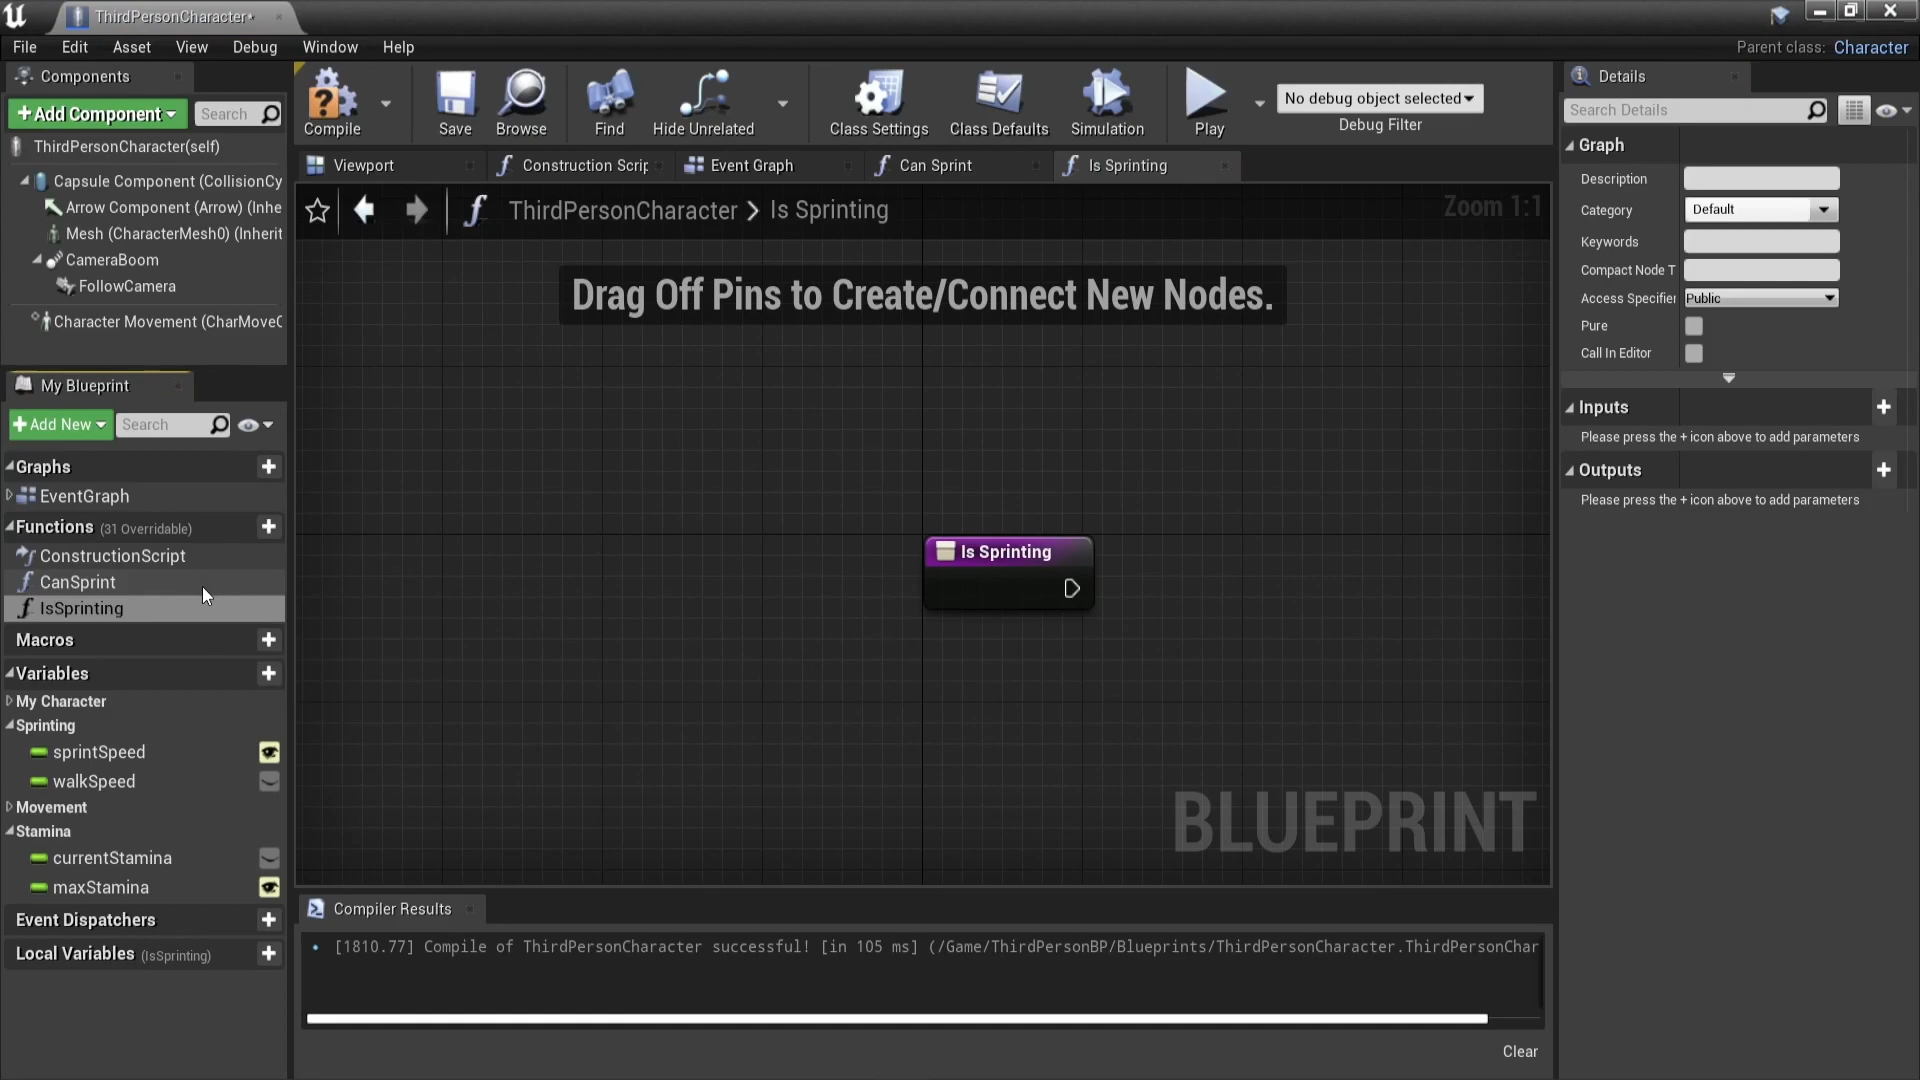 ThirdPersonCharacter*
File Edit Asset View Debug Window Help
Parent class: Character
Components
+Add Component
Search
ThirdPersonCharacter(self)
Capsule Component (CollisionCy
Arrow Component (Arrow) (Inhe
Mesh (CharacterMesh0) (Inherit
CameraBoom
FollowCamera
Character Movement (CharMoveC
My Blueprint
+Add New
Search
Graphs
EventGraph
Functions (31 Overridable)
ConstructionScript
CanSprint
IsSprinting
Macros
Variables
My Character
Sprinting
sprintSpeed
walkSpeed
Movement
Stamina
currentStamina
maxStamina
Event Dispatchers
Local Variables (IsSprinting)
Compile Save Browse Find Hide Unrelated Class Settings Class Defaults Simulation Play
No debug object selected
Debug Filter
Viewport Construction Scrip Event Graph Can Sprint Is Sprinting
ThirdPersonCharacter > Is Sprinting
Zoom 1:1
Drag Off Pins to Create/Connect New Nodes.
Is Sprinting
BLUEPRINT
Compiler Results
[1810.77] Compile of ThirdPersonCharacter successful! [in 105 ms] (/Game/ThirdPersonBP/Blueprints/ThirdPersonCharacter.ThirdPersonChar
Clear
Details
Search Details
Graph
Description
Category Default
Keywords
Compact Node T
Access Specifier Public
Pure
Call In Editor
Inputs
Please press the + icon above to add parameters
Outputs
Please press the + icon above to add parameters